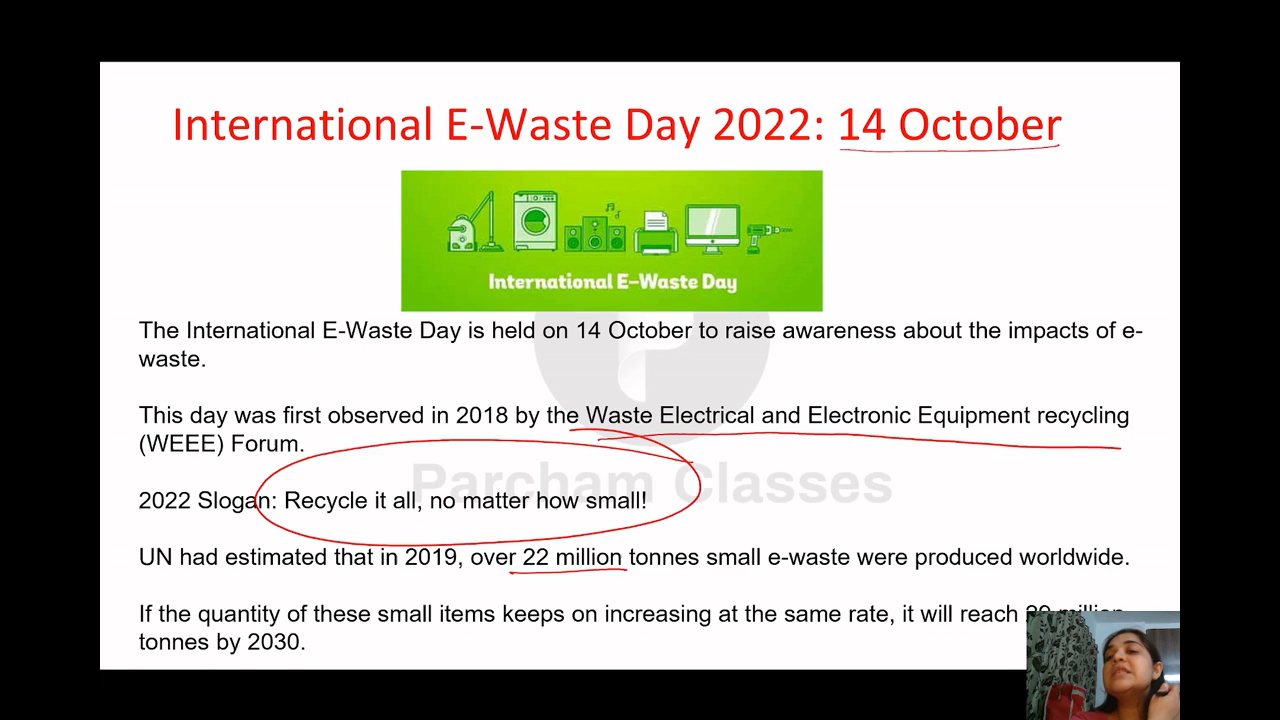 International E-Waste Day 2022: 14 October
International E-Waste Day
The International E-Waste Day is held on 14 October to raise awareness about the impacts of e-
waste.
This day was first observed in 2018 by the Waste Electrical and Electronic Equipment recycling
(WEEE) Forum.
Parcham Classes
2022 Slogan: Recycle it all, no matter how small!
UN had estimated that in 2019, over 22 million tonnes small e-waste were produced worldwide.
If the quantity of these small items keeps on increasing at the same rate, it will reach
tonnes by 2030.